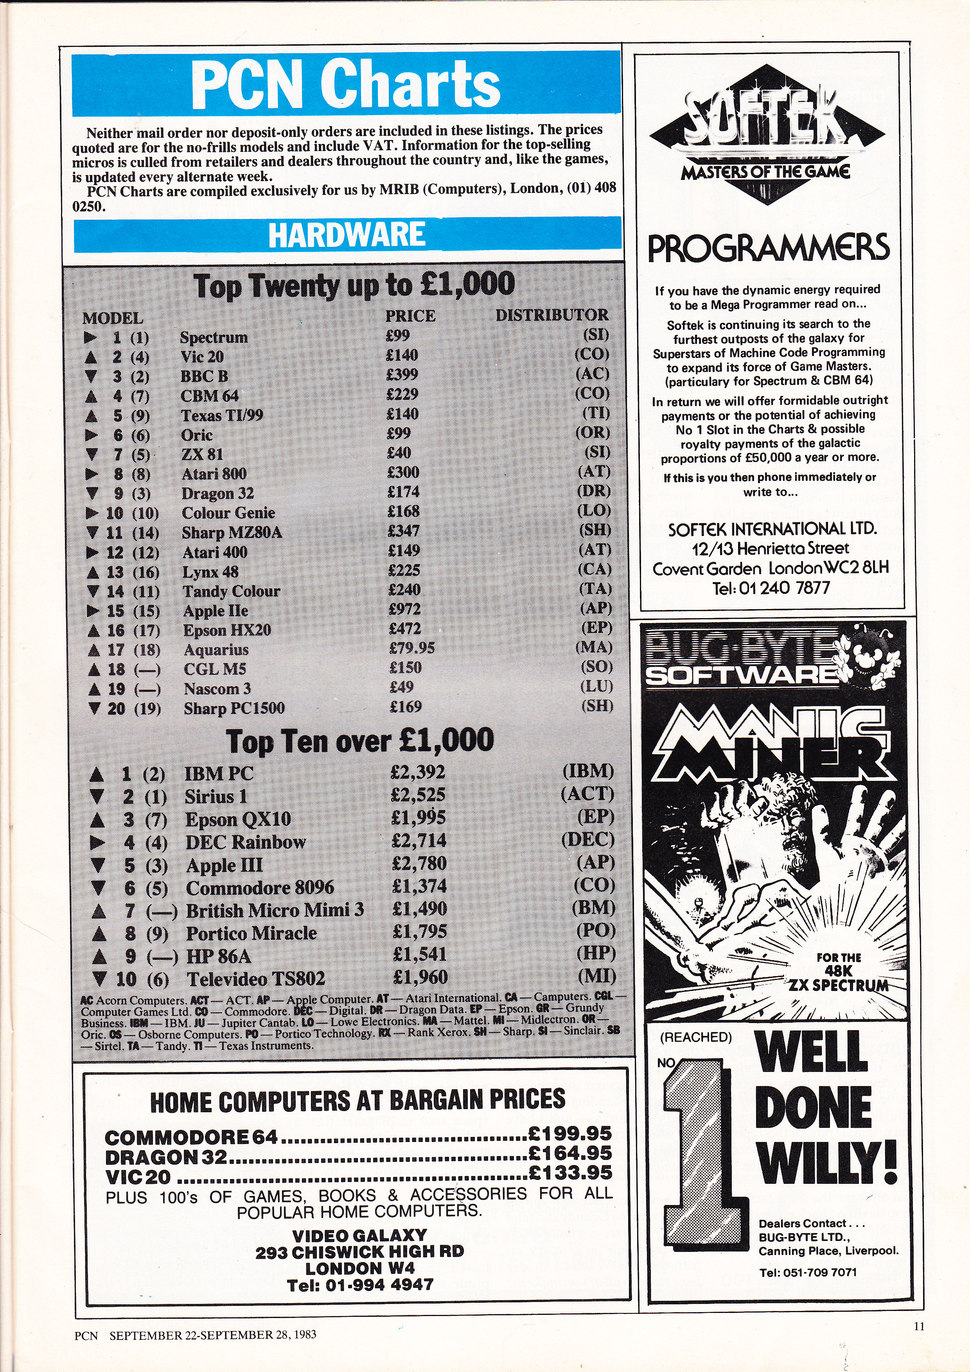 PCN Charts
Neither mail order nor deposit-only orders are included in these listings. The prices
quoted are for the no-frills models and include VAT. Information for the top-selling
micros is culled from retailers and dealers throughout the country and, like the games,
is updated every alternate week.
PCN Charts are compiled exclusively for us by MRIB (Computers), London, (01) 408
0250.
HARDWARE
Top Twenty up to £1,000
MODEL PRICE DISTRIBUTOR
► 1 (1) Spectrum £99 (SI)
▲ 2 (4) Vic 20 £140 (CO)
▼ 3 (2) BBC B £399 (AC)
▲ 4 (7) CBM 64 £229 (CO)
▲ 5 (9) Texas TI/99 £140 (TI)
► 6 (6) Oric £99 (OR)
▼ 7 (5) ZX 81 £40 (SI)
► 8 (8) Atari 800 £300 (AT)
▼ 9 (3) Dragon 32 £174 (DR)
► 10 (10) Colour Genie £168 (LO)
▼ 11 (14) Sharp MZ80A £347 (SH)
► 12 (12) Atari 400 £149 (AT)
▲ 13 (16) Lynx 48 £225 (CA)
▼ 14 (11) Tandy Colour £240 (TA)
► 15 (15) Apple IIe £972 (AP)
▲ 16 (17) Epson HX20 £472 (EP)
▲ 17 (18) Aquarius £79.95 (MA)
▲ 18 (—) CGL M5 £150 (SO)
▲ 19 (—) Nascom 3 £49 (LU)
▼ 20 (19) Sharp PC1500 £169 (SH)
Top Ten over £1,000
▲ 1 (2) IBM PC £2,392 (IBM)
▼ 2 (1) Sirius 1 £2,525 (ACT)
▲ 3 (7) Epson QX10 £1,995 (EP)
► 4 (4) DEC Rainbow £2,714 (DEC)
▼ 5 (3) Apple III £2,780 (AP)
▼ 6 (5) Commodore 8096 £1,374 (CO)
▲ 7 (—) British Micro Mimi 3 £1,490 (BM)
▲ 8 (9) Portico Miracle £1,795 (PO)
▲ 9 (—) HP 86A £1,541 (HP)
▼ 10 (6) Televideo TS802 £1,960 (MI)
AC Acorn Computers. ACT — ACT. AP — Apple Computer. AT — Atari International. CA — Camputers. CGL —
Computer Games Ltd. CO — Commodore. DEC — Digital. DR — Dragon Data. EP — Epson. GR — Grundy
Business. IBM — IBM. JU — Jupiter Cantab. LO — Lowe Electronics. MA — Mattel. MI — Midlectron. OR —
Oric. OS — Osborne Computers. PO — Portico Technology. RX — Rank Xerox. SH — Sharp. SI — Sinclair. SB
— Sirtel. TA — Tandy. TI — Texas Instruments.
HOME COMPUTERS AT BARGAIN PRICES
COMMODORE 64......................................£199.95
DRAGON 32..............................................£164.95
VIC 20 ......................................................£133.95
PLUS 100's OF GAMES, BOOKS & ACCESSORIES FOR ALL
POPULAR HOME COMPUTERS.
VIDEO GALAXY
293 CHISWICK HIGH RD
LONDON W4
Tel: 01-994 4947
SOFTEK
MASTERS OF THE GAME
PROGRAMMERS
If you have the dynamic energy required
to be a Mega Programmer read on...
Softek is continuing its search to the
furthest outposts of the galaxy for
Superstars of Machine Code Programming
to expand its force of Game Masters.
(particulary for Spectrum & CBM 64)
In return we will offer formidable outright
payments or the potential of achieving
No 1 Slot in the Charts & possible
royalty payments of the galactic
proportions of £50,000 a year or more.
If this is you then phone immediately or
write to...
SOFTEK INTERNATIONAL LTD.
12/13 Henrietta Street
Covent Garden London WC2 8LH
Tel: 01 240 7877
BUG-BYTE
SOFTWARE
MANIC
MINER
FOR THE
48K
ZX SPECTRUM
(REACHED)
NO 1
WELL
DONE
WILLY!
Dealers Contact . . .
BUG-BYTE LTD.,
Canning Place, Liverpool.
Tel: 051-709 7071
PCN SEPTEMBER 22-SEPTEMBER 28, 1983
11